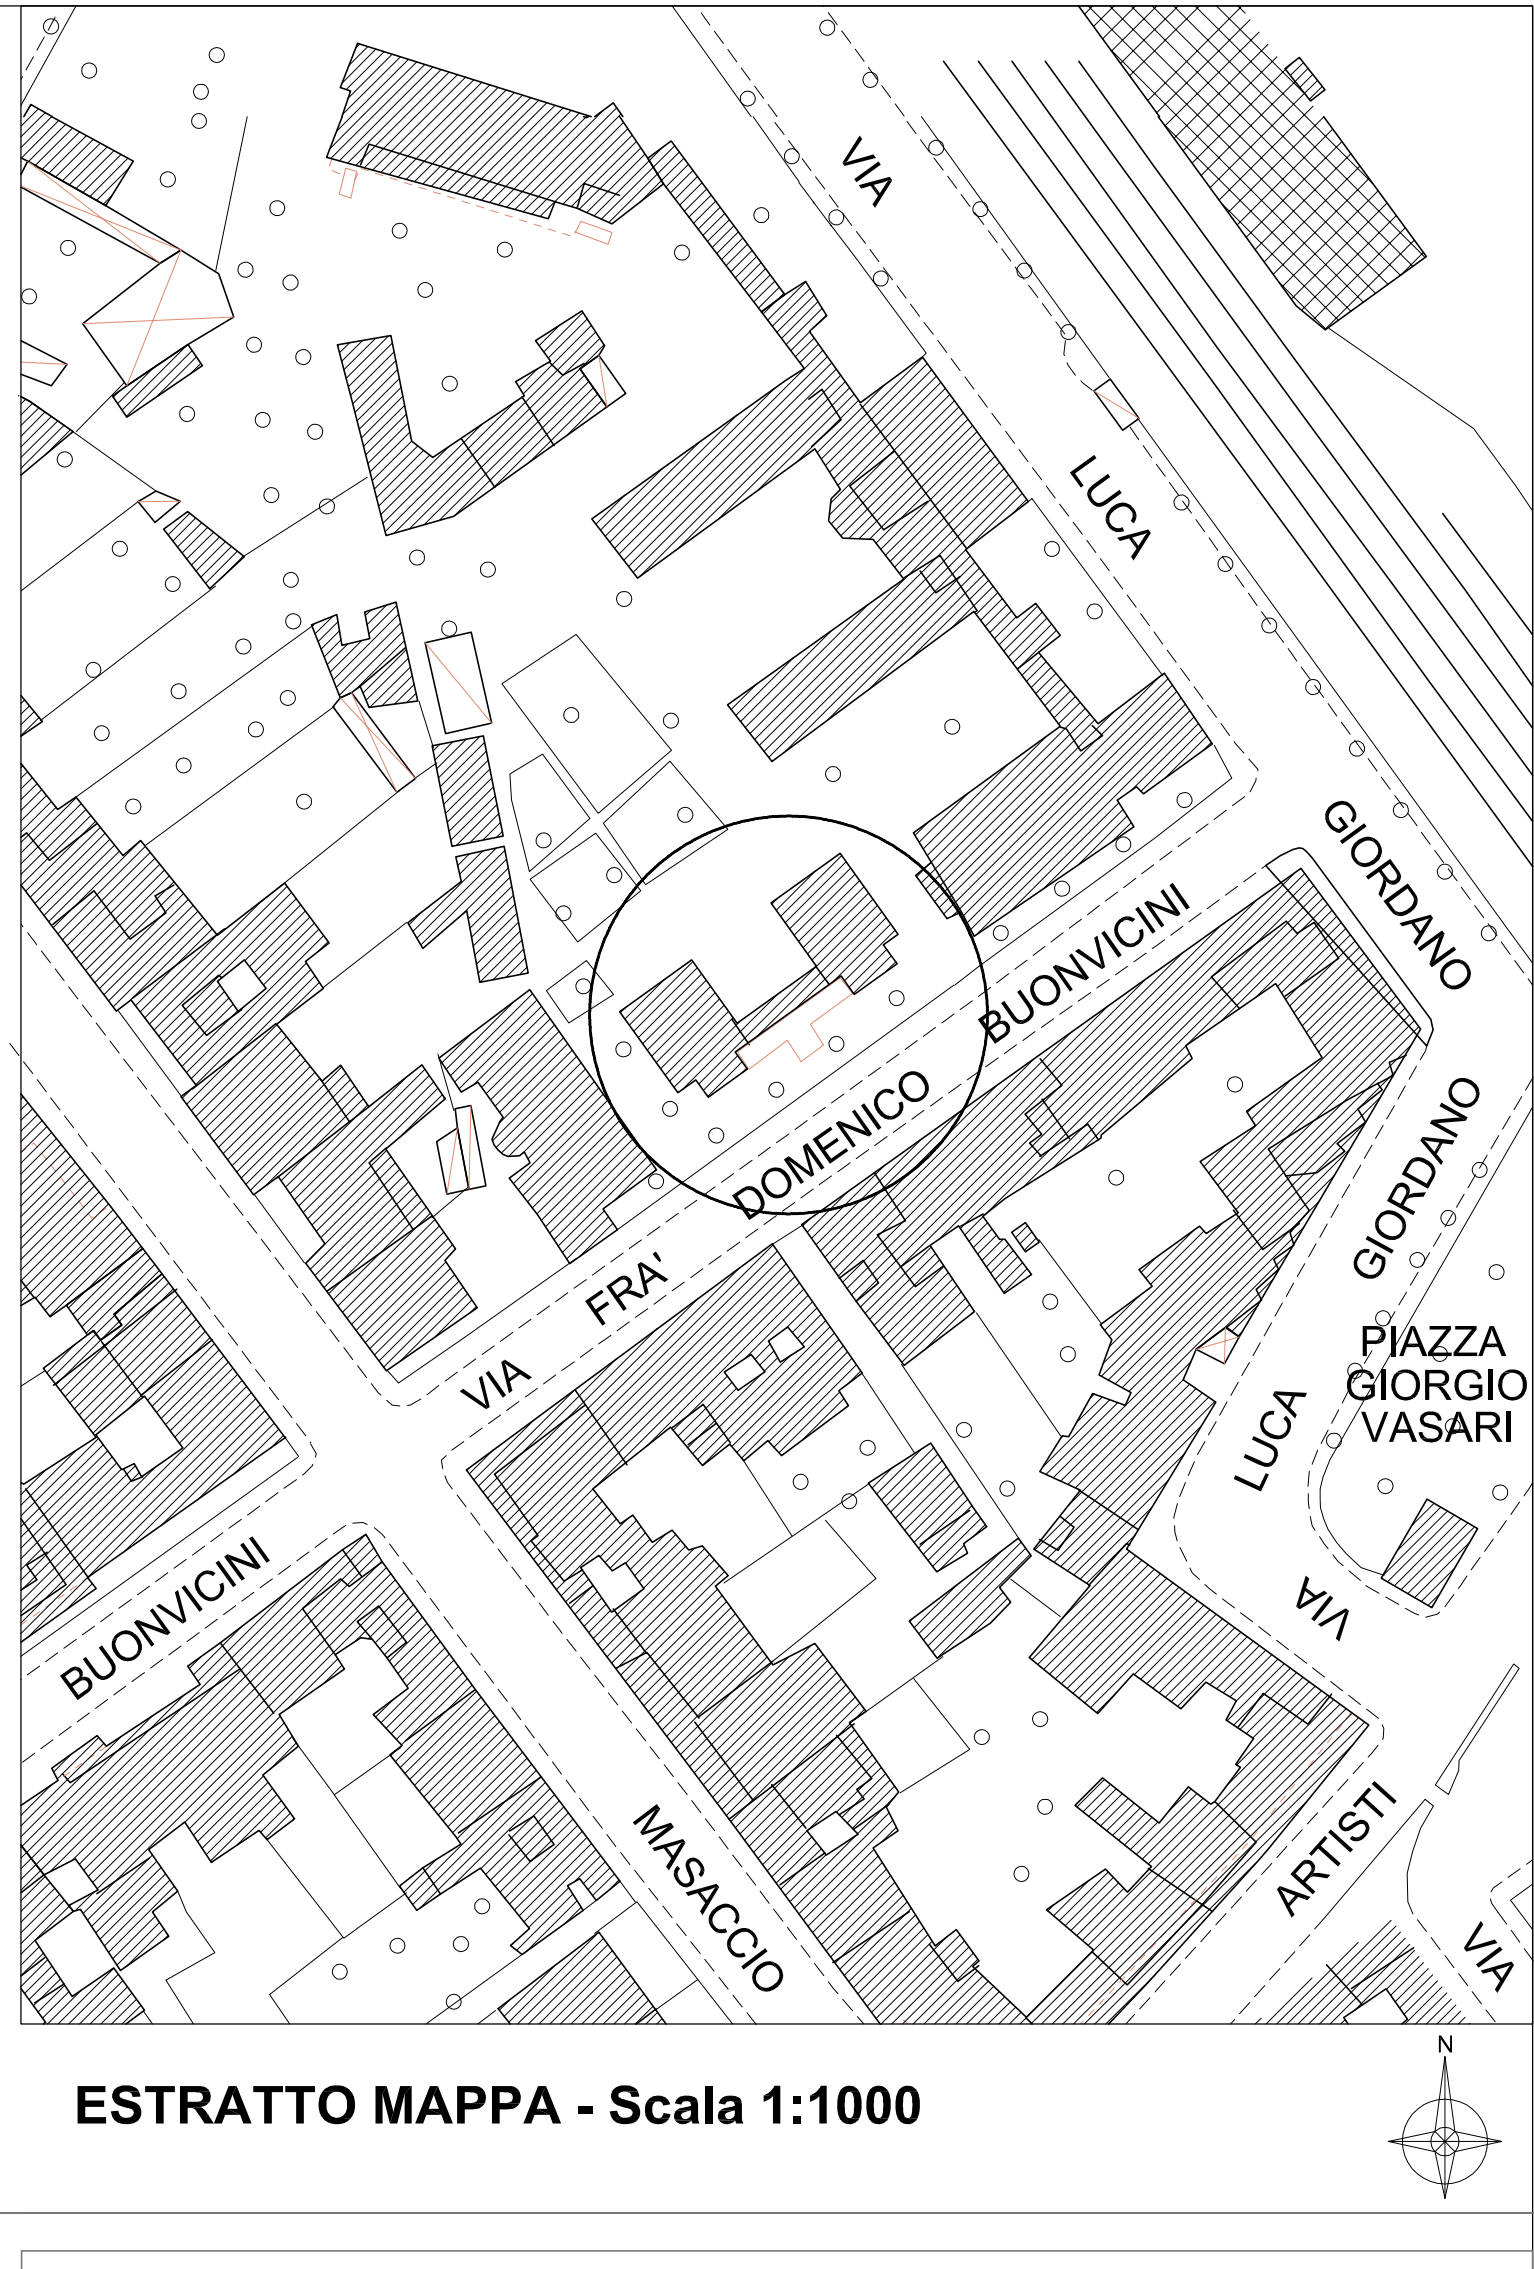 VIA
LUCA
GIORDANO
BUONVICINI
DOMENICO
FRA'
VIA
GIORDANO
LUCA
PIAZZA
GIORGIO
VASARI
BUONVICINI
VIA
MASACCIO
ARTISTI
VIA
N
ESTRATTO MAPPA - Scala 1:1000